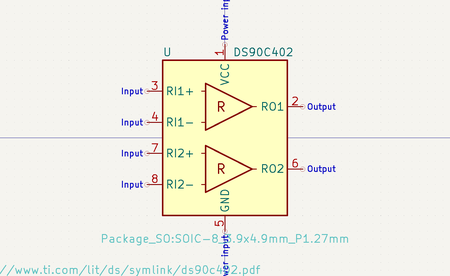 Power input
1
U DS90C402
VCC
Input 3 RI1+
R RO1 2 Output
Input 4 RI1-
Input 7 RI2+
R RO2 6 Output
Input 8 RI2-
GND
5
Package_SO:SOIC-8_3.9x4.9mm_P1.27mm
Power input
//www.ti.com/lit/ds/symlink/ds90c402.pdf